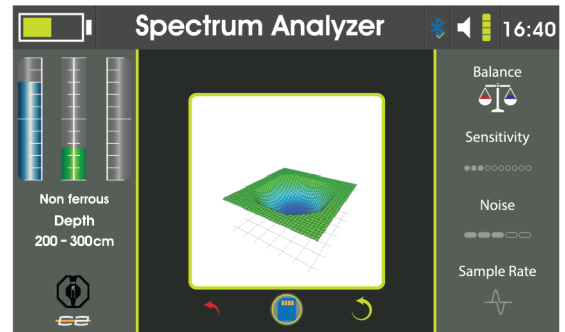 Spectrum Analyzer
16:40
Non ferrous
Depth
200 - 300cm
Balance
Sensitivity
Noise
Sample Rate